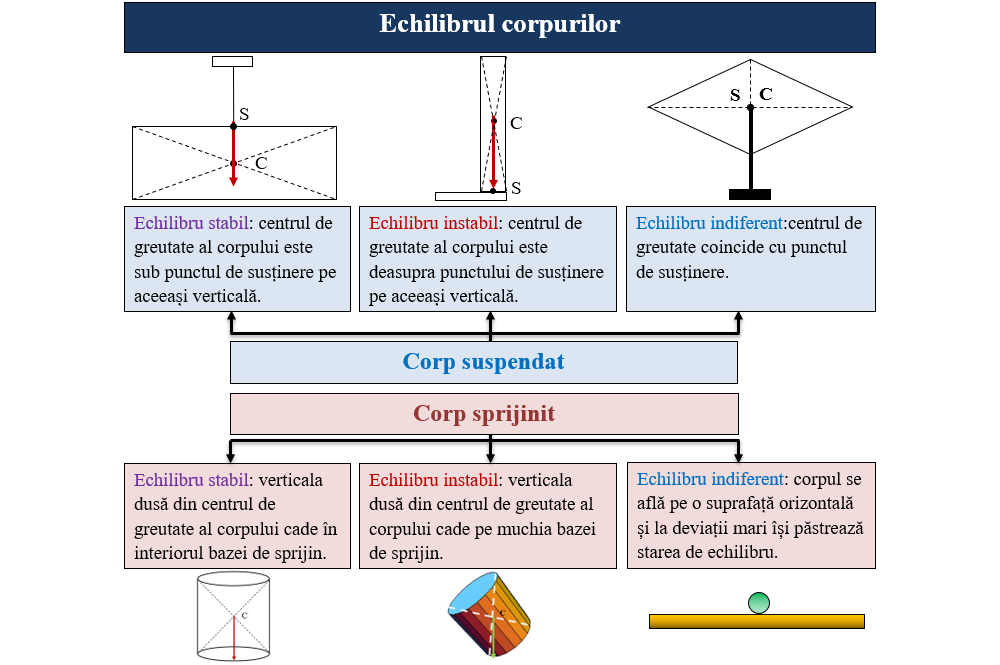 Echilibrul corpurilor
S
C
C
S
S C
Echilibru stabil: centrul de
greutate al corpului este
sub punctul de susținere pe
aceeași verticală.
Echilibru instabil: centrul de
greutate al corpului este
deasupra punctului de susținere
pe aceeași verticală.
Echilibru indiferent:centrul de
greutate coincide cu punctul
de susținere.
Corp suspendat
Corp sprijinit
Echilibru stabil: verticala
dusă din centrul de
greutate al corpului cade în
interiorul bazei de sprijin.
Echilibru instabil: verticala
dusă din centrul de greutate al
corpului cade pe muchia bazei
de sprijin.
Echilibru indiferent: corpul se
află pe o suprafață orizontală
și la deviații mari își păstrează
starea de echilibru.
C
C